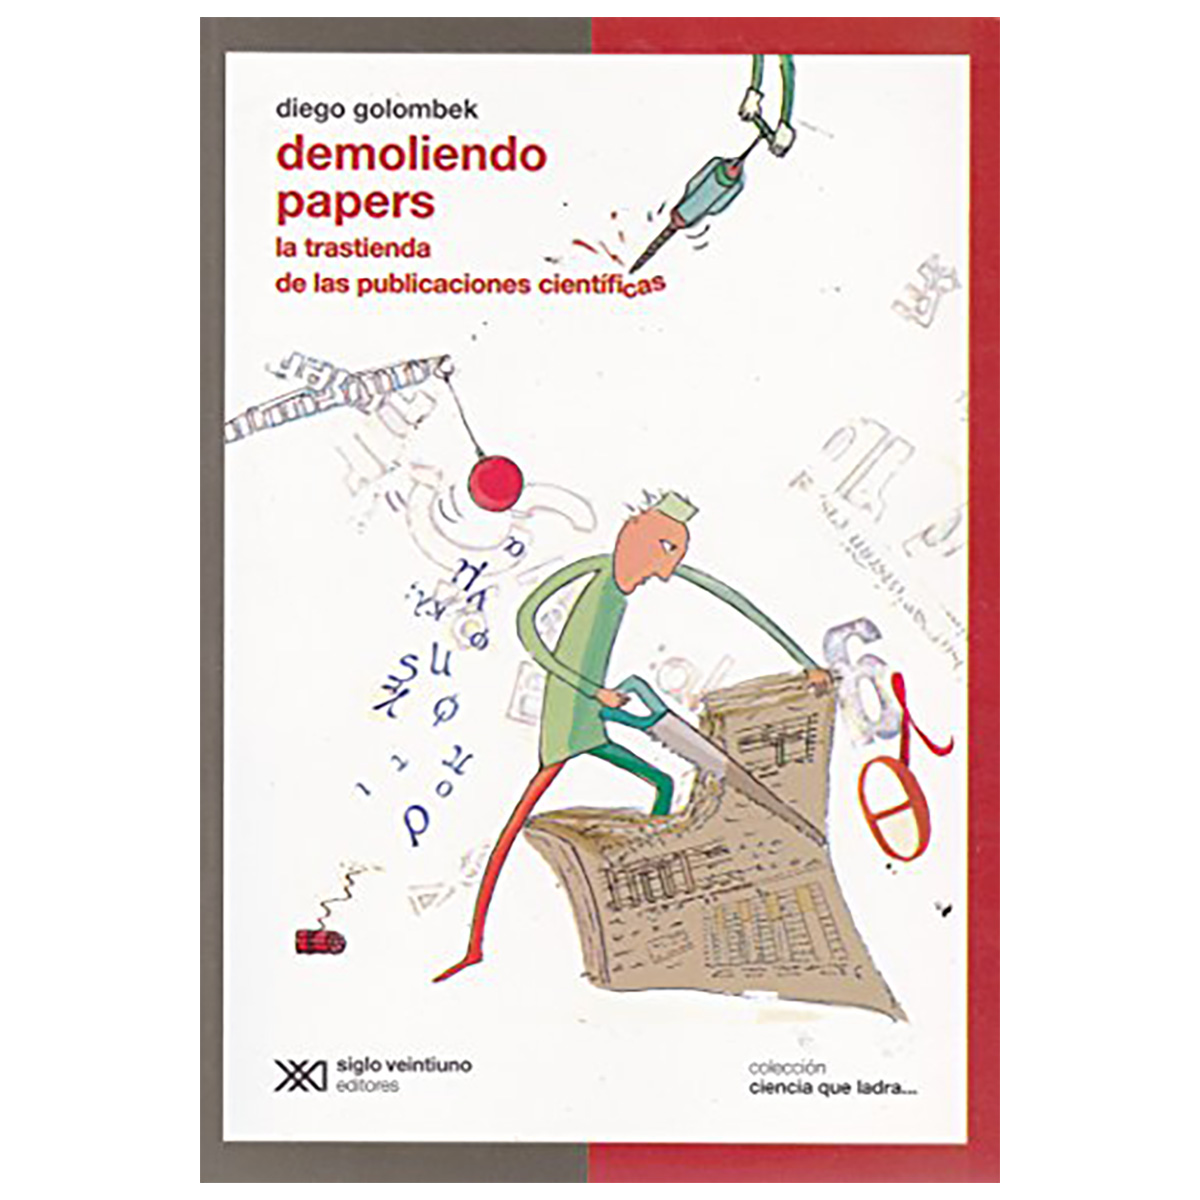 diego golombek
demoliendo
papers
la trastienda
de las publicaciones científicas
siglo veintiuno
editores
colección
ciencia que ladra...